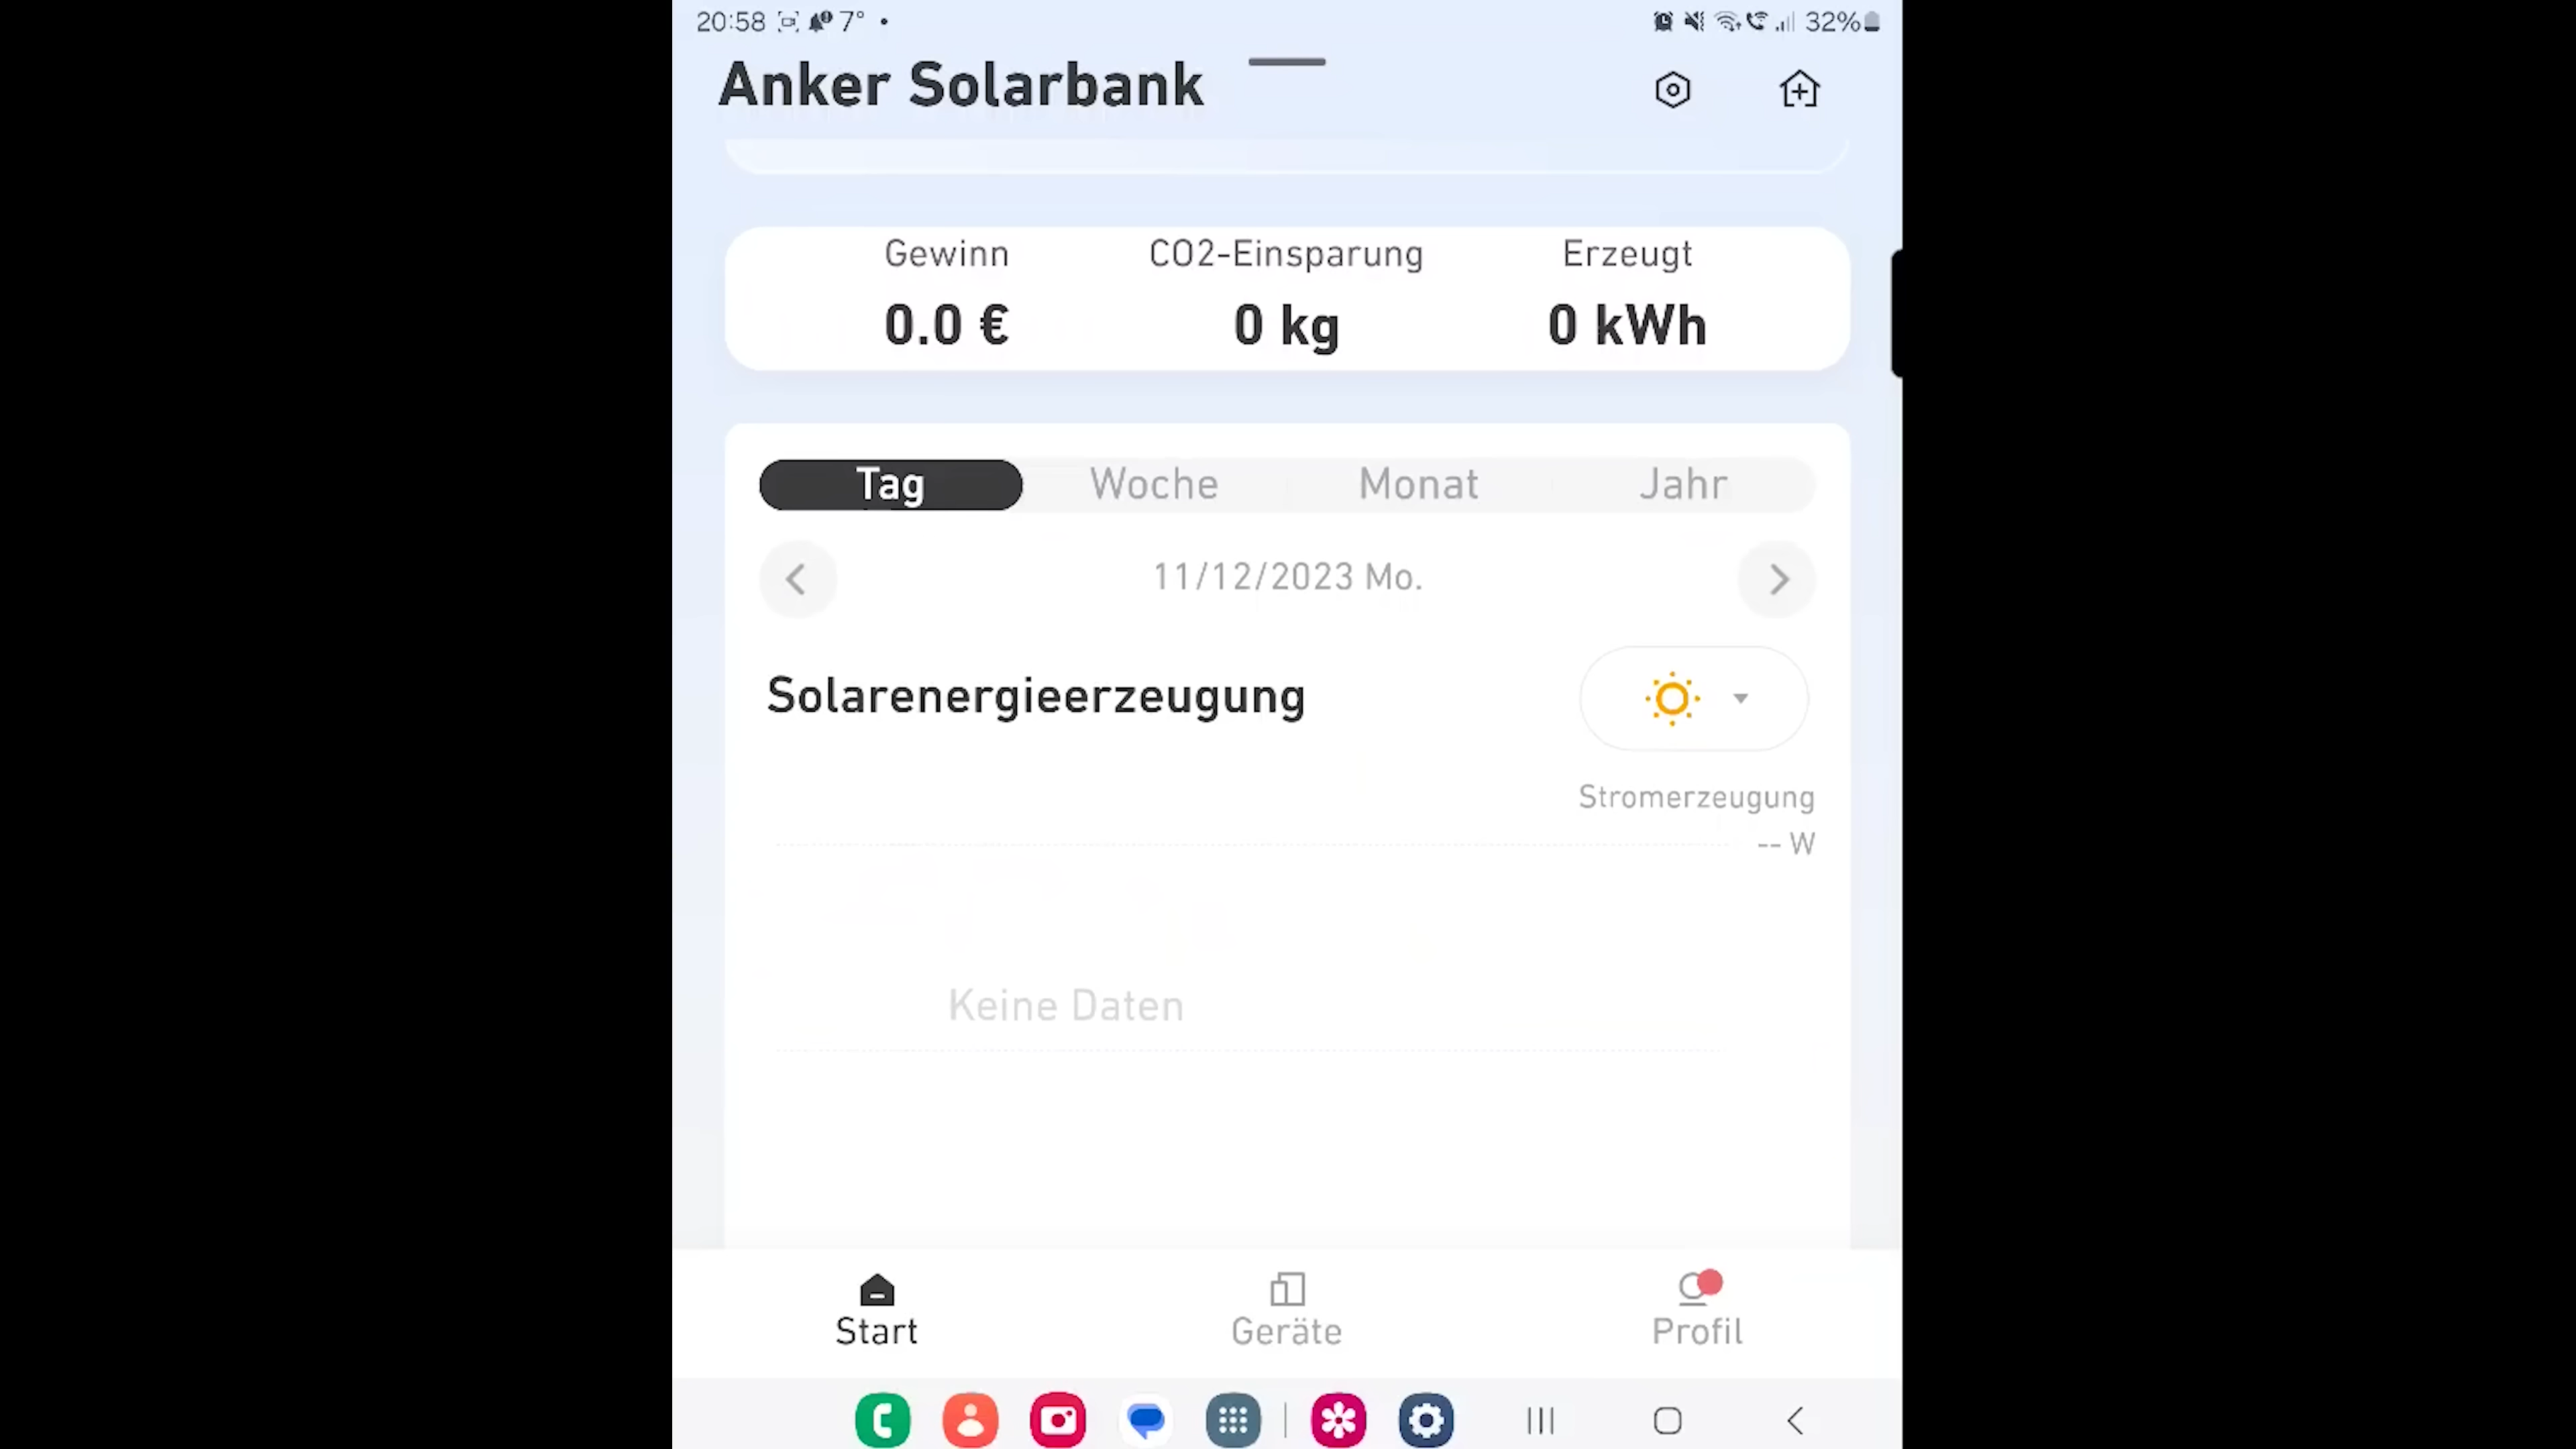 20:58 7° 32%
Anker Solarbank
Gewinn CO2-Einsparung Erzeugt
0.0 € 0 kg 0 kWh
Tag Woche Monat Jahr
11/12/2023 Mo.
Solarenergieerzeugung
Stromerzeugung
-- W
Keine Daten
Start Geräte Profil